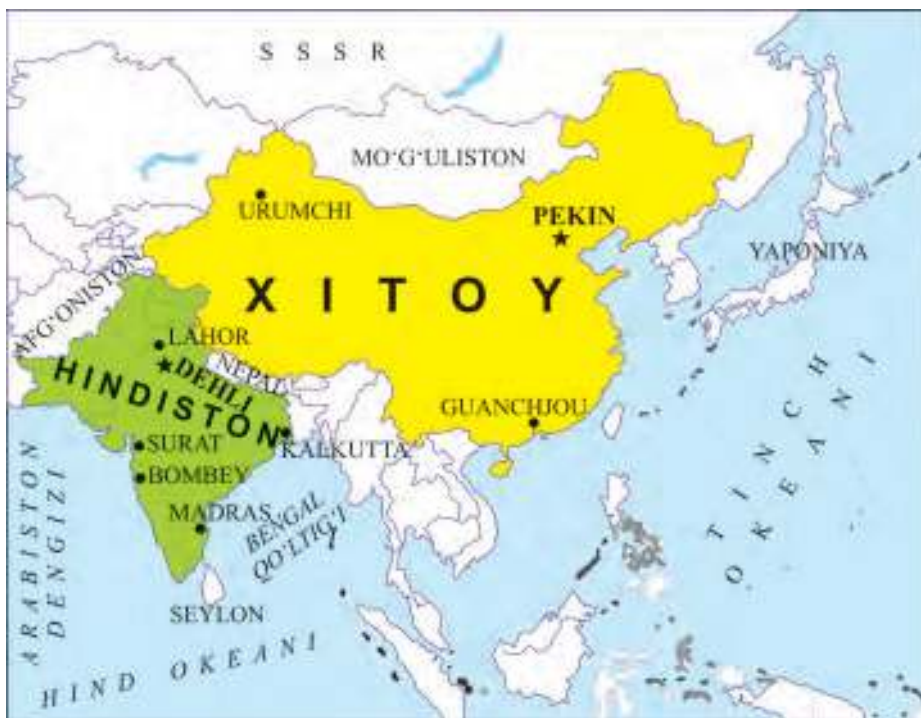 S S S R
MO‘G‘ULISTON
URUMCHI
PEKIN
YAPONIYA
XITOY
AFG‘ONISTON
LAHOR
DEHLI
NEPAL
HINDISTON
GUANCHJOU
SURAT
KALKUTTA
BOMBEY
MADRAS
BENGAL
QO‘LTIG‘I
SEYLON
ARABISTON
DENGIZI
HIND OKEANI
TINCH
OKEANI